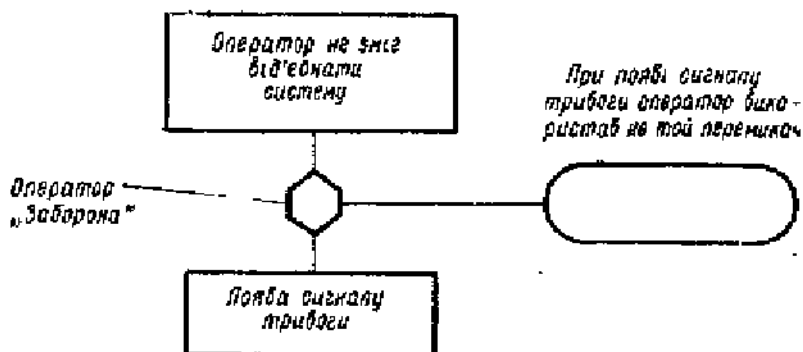 Оператор не зміг
від'єднати
систему
При появі сигналу
тривоги оператор вико-
ристав не той перемикач
Оператор
„Заборона“
Поява сигналу
тривоги